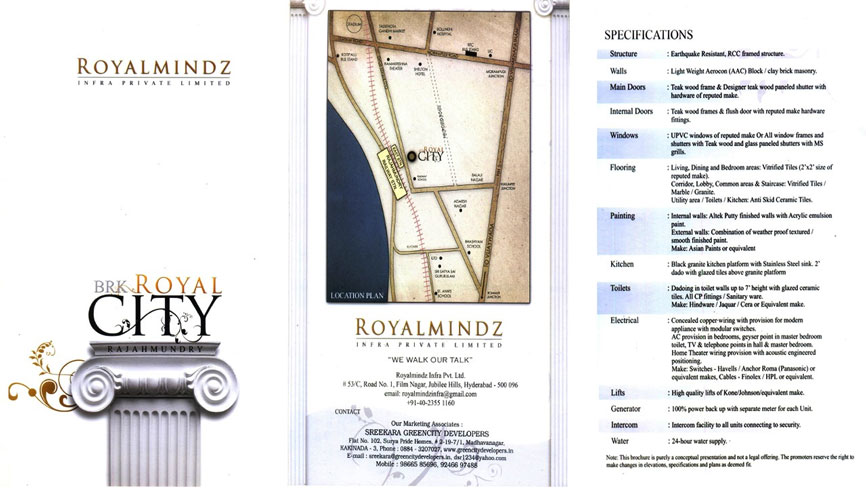 ROYALMINDZ
INFRA PRIVATE LIMITED
BRK ROYAL
CITY
RAJAHMUNDRY
STADIUM
GANDHI MARKET
HOSPITAL
RTC
BUS STAND
RAMAKRISHNA
THEATER
SHELTON
HOTEL
JUNCTION
ROYAL
CITY
RAILWAY STN.
BALAJI
NAGAR
JUNCTION
NAGAR
SCHOOL
SRI SATYA SAI
GURUKULAM
ST. ANN'S
SCHOOL
JUNCTION
LOCATION PLAN
ROYALMINDZ
INFRA PRIVATE LIMITED
"WE WALK OUR TALK"
Royalmindz Infra Pvt. Ltd.
# 53/C, Road No. 1, Film Nagar, Jubilee Hills, Hyderabad - 500 096
email: royalmindzinfra@gmail.com
+91-40-2355 1160
CONTACT
Our Marketing Associates :
SREEKARA GREENCITY DEVELOPERS
Flat No. 102, Surya Pride Homes, # 2-19-7/1, Madhavanagar,
KAKINADA - 3, Phone : 0884 - 3207027, www.greencitydevelopers.in
E-mail : sreekara@greencitydevelopers.in, dsr1234@yahoo.com
Mobile : 98665 85696, 92466 97488
SPECIFICATIONS
Structure : Earthquake Resistant, RCC framed structure.
Walls : Light Weight Aerocon (AAC) Block / clay brick masonry.
Main Doors : Teak wood frame & Designer teak wood paneled shutter with
hardware of reputed make.
Internal Doors : Teak wood frames & flush door with reputed make hardware
fittings.
Windows : UPVC windows of reputed make Or All window frames and
shutters with Teak wood and glass paneled shutters with MS
grills.
Flooring : Living, Dining and Bedroom areas: Vitrified Tiles (2'x2' size of
reputed make).
Corridor, Lobby, Common areas & Staircase: Vitrified Tiles /
Marble / Granite.
Utility area / Toilets / Kitchen: Anti Skid Ceramic Tiles.
Painting : Internal walls: Altek Putty finished walls with Acrylic emulsion
paint.
External walls: Combination of weather proof textured /
smooth finished paint.
Make: Asian Paints or equivalent
Kitchen : Black granite kitchen platform with Stainless Steel sink. 2'
dado with glazed tiles above granite platform
Toilets : Dadoing in toilet walls up to 7' height with glazed ceramic
tiles. All CP fittings / Sanitary ware.
Make: Hindware / Jaquar / Cera or Equivalent make.
Electrical : Concealed copper wiring with provision for modern
appliance with modular switches.
AC provision in bedrooms, geyser point in master bedroom
toilet, TV & telephone points in hall & master bedroom.
Home Theater wiring provision with acoustic engineered
positioning.
Make: Switches - Havells / Anchor Roma (Panasonic) or
equivalent makes, Cables - Finolex / HPL or equivalent.
Lifts : High quality lifts of Kone/Johnson/equivalent make.
Generator : 100% power back up with separate meter for each Unit.
Intercom : Intercom facility to all units connecting to security.
Water : 24-hour water supply.
Note: This brochure is purely a conceptual presentation and not a legal offering. The promoters reserve the right to
make changes in elevations, specifications and plans as deemed fit.